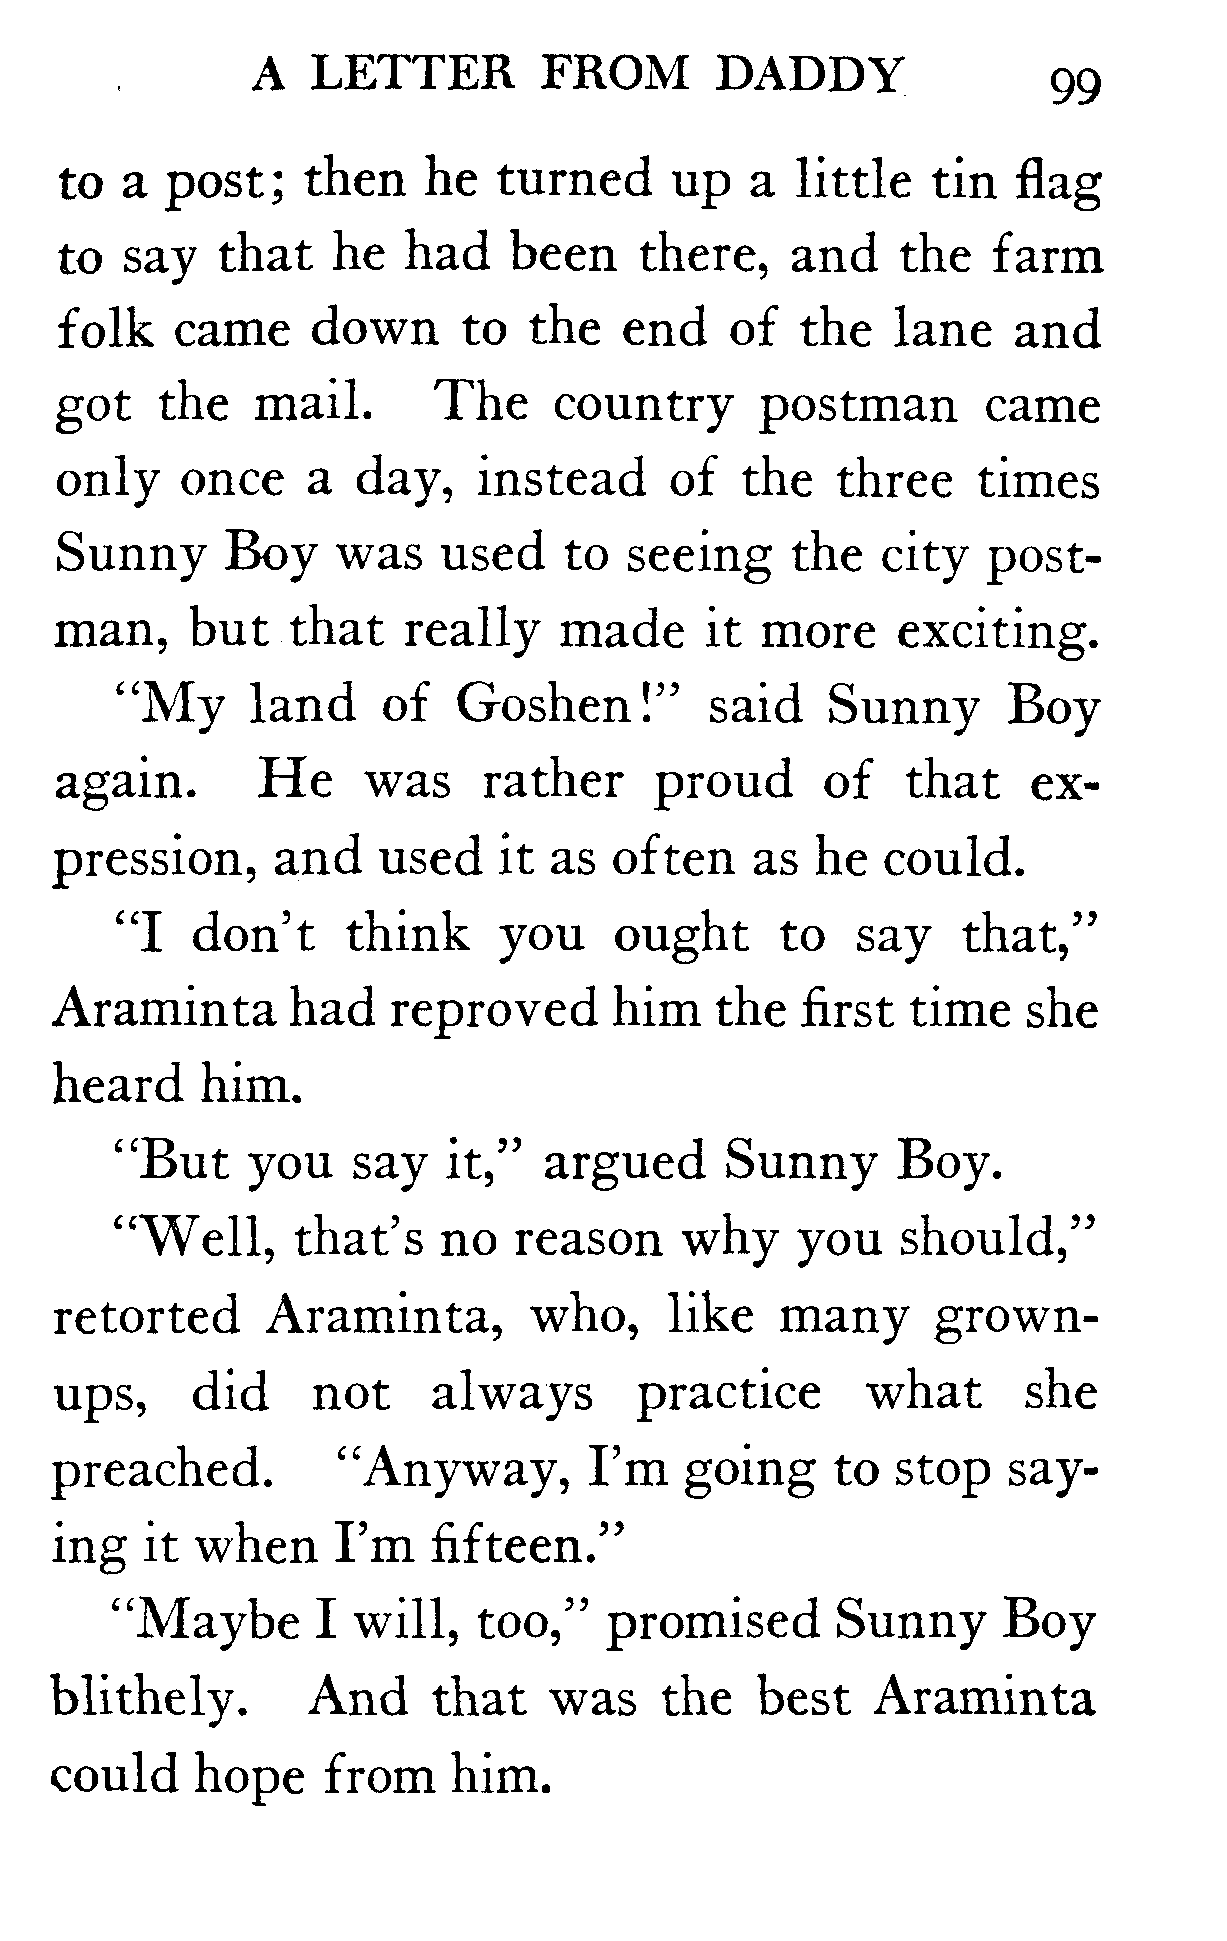 A LETTER FROM DADDY 99
to a post; then he turned up a little tin flag
to say that he had been there, and the farm
folk came down to the end of the lane and
got the mail. The country postman came
only once a day, instead of the three times
Sunny Boy was used to seeing the city post-
man, but that really made it more exciting.
“My land of Goshen!” said Sunny Boy
again. He was rather proud of that ex-
pression, and used it as often as he could.
“I don’t think you ought to say that,”
Araminta had reproved him the first time she
heard him.
“But you say it,” argued Sunny Boy.
“Well, that’s no reason why you should,”
retorted Araminta, who, like many grown-
ups, did not always practice what she
preached. “Anyway, I’m going to stop say-
ing it when I’m fifteen.”
“Maybe I will, too,” promised Sunny Boy
blithely. And that was the best Araminta
could hope from him.